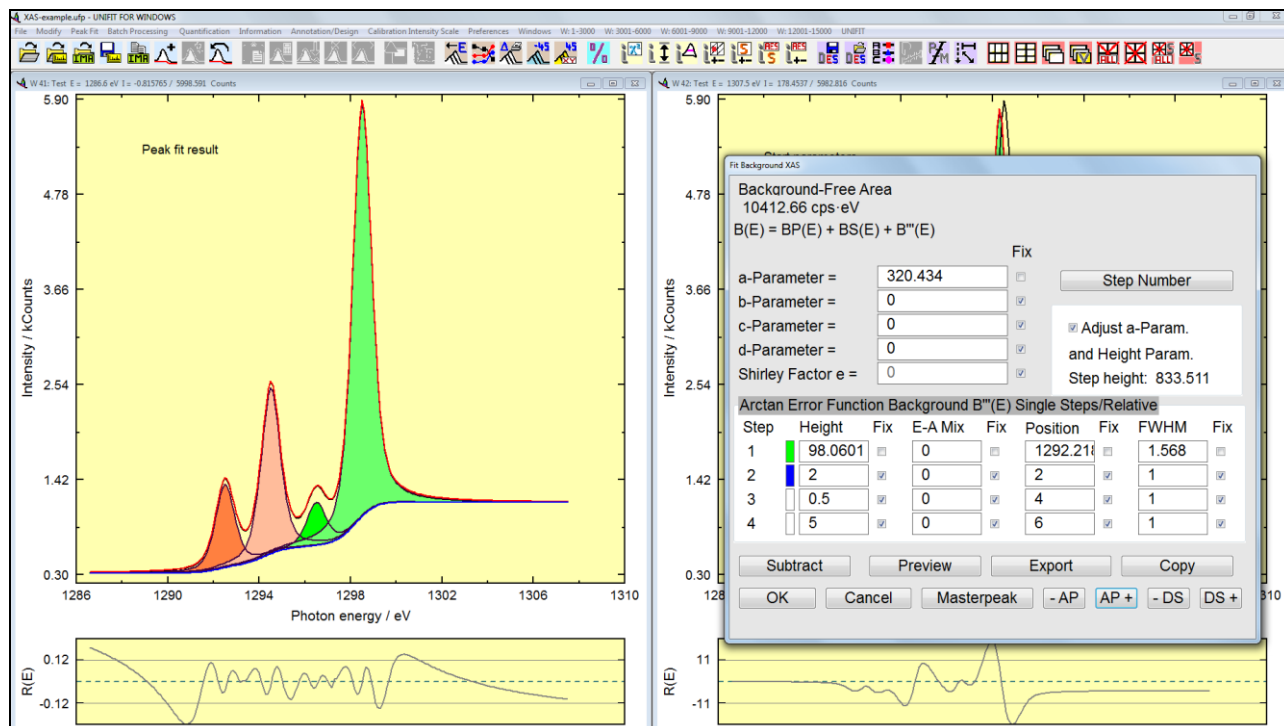 XAS-example.ufp - UNIFIT FOR WINDOWS
File Modify Peak Fit Batch Processing Quantification Information Annotation/Design Calibration Intensity Scale Preferences Windows W: 1-3000 W: 3001-6000 W: 6001-9000 W:9001-12000 W: 12001-15000 UNIFIT
W 41: Test E = 1286.6 eV I = -0.815765 / 5998.591 Counts
5.90
4.78
3.66
2.54
1.42
0.30
Intensity / kCounts
Peak fit result
1286 1290 1294 1298 1302 1306 1310
Photon energy / eV
R(E)
0.12
-0.12
W 42: Test E = 1307.5 eV I = 178.4537 / 5982.816 Counts
5.90
4.78
3.66
2.54
1.42
0.30
Intensity / kCounts
Fit Background XAS
Background-Free Area
10412.66 cps·eV
B(E) = BP(E) + BS(E) + B'''(E)
Fix
a-Parameter = 320.434
b-Parameter = 0
c-Parameter = 0
d-Parameter = 0
Shirley Factor e = 0
Step Number
Adjust a-Param.
and Height Param.
Step height: 833.511
Arctan Error Function Background B'''(E) Single Steps/Relative
Step Height Fix E-A Mix Fix Position Fix FWHM Fix
1 98.0601 0 1292.21 1.568
2 2 0 2 1
3 0.5 0 4 1
4 5 0 6 1
Subtract Preview Export Copy
OK Cancel Masterpeak - AP AP + - DS DS +
R(E)
11
-11